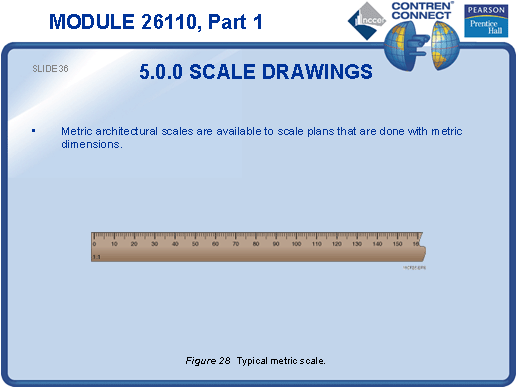 MODULE 26110, Part 1
nccer
CONTREN
CONNECT
PEARSON
Prentice
Hall
SLIDE 36
5.0.0 SCALE DRAWINGS
• Metric architectural scales are available to scale plans that are done with metric
dimensions.
0 10 20 30 40 50 60 70 80 90 100 110 120 130 140 150 16
1:1
Figure 28 Typical metric scale.